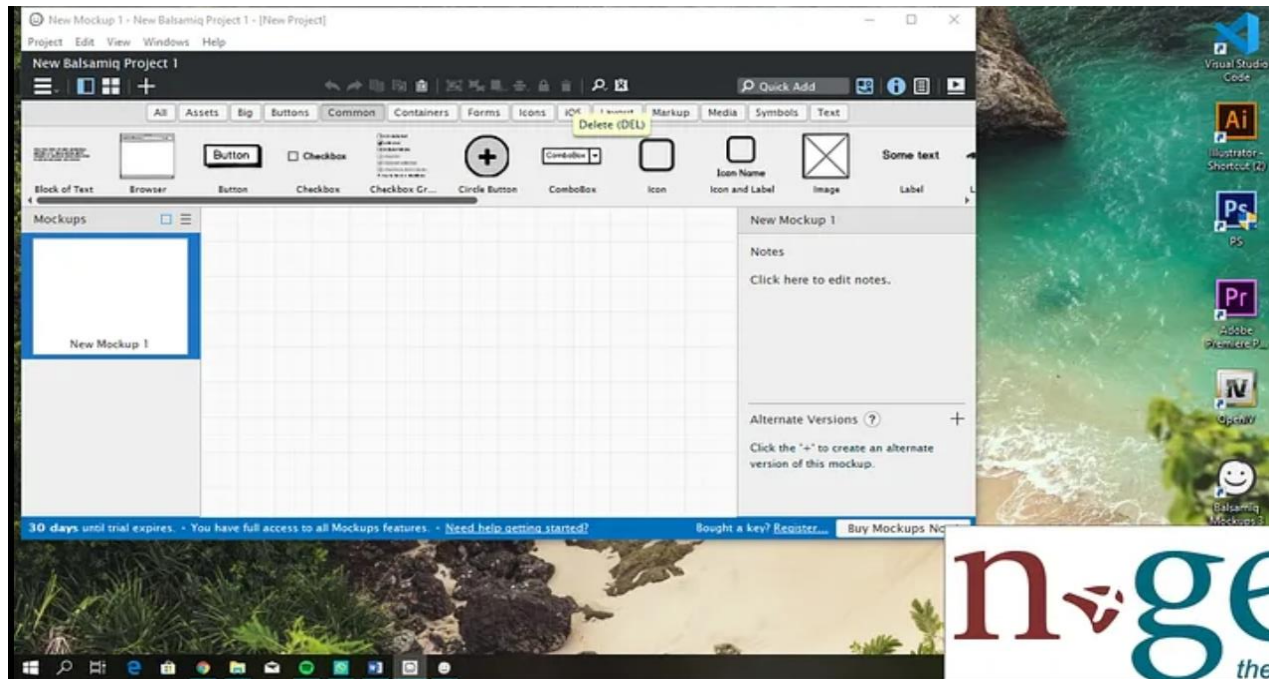 New Mockup 1 - New Balsamiq Project 1 - [New Project]
Project Edit View Windows Help
New Balsamiq Project 1
Quick Add
All Assets Big Buttons Common Containers Forms Icons iOS Markup Media Symbols Text
Delete (DEL)
Button
Checkbox
ComboBox
Icon Name
Some text
Block of Text Browser Button Checkbox Checkbox Gr... Circle Button ComboBox Icon Icon and Label Image Label
Mockups
New Mockup 1
New Mockup 1
Notes
Click here to edit notes.
Alternate Versions ?
Click the "+" to create an alternate
version of this mockup.
30 days until trial expires. - You have full access to all Mockups features. - Need help getting started?
Bought a key? Register...
Buy Mockups
Visual Studio
Code
Ai
Illustrator -
Shortcut (2)
Ps
PS
Pr
Adobe
Premiere P...
IV
OpenIV
Balsamiq
Mockups 3
n ge
the